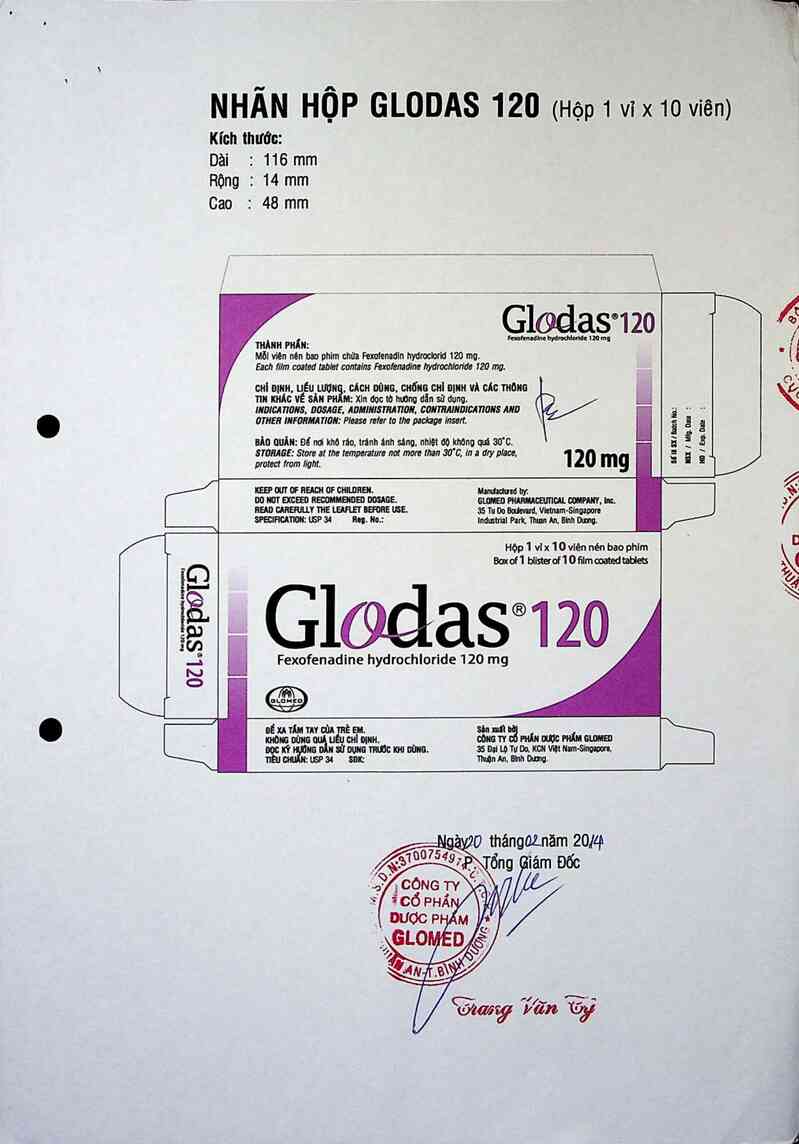 NHÃN HỘP GLODAS 120 (Hộp 1 vỉ x 10 viên)
Kích thước:
Dài : 116 mm
Rộng : 14 mm
Cao : 48 mm
Glodas®120
Fexofenadine hydrochloride 120 mg
THÀNH PHẦN:
Mỗi viên nén bao phim chứa Fexofenadin hydroclorid 120 mg.
Each film coated tablet contains Fexofenadine hydrochloride 120 mg.
CHỈ ĐỊNH, LIỀU LƯỢNG, CÁCH DÙNG, CHỐNG CHỈ ĐỊNH VÀ CÁC THÔNG
TIN KHÁC VỀ SẢN PHẨM: Xin đọc tờ hướng dẫn sử dụng.
INDICATIONS, DOSAGE, ADMINISTRATION, CONTRAINDICATIONS AND
OTHER INFORMATION: Please refer to the package insert.
BẢO QUẢN: Để nơi khô ráo, tránh ánh sáng, nhiệt độ không quá 30°C.
STORAGE: Store at the temperature not more than 30°C, in a dry place,
protect from light.
120 mg
Số lô SX / Batch No.:
NSX / Mfg. Date :
HD / Exp. Date :
KEEP OUT OF REACH OF CHILDREN.
DO NOT EXCEED RECOMMENDED DOSAGE.
READ CAREFULLY THE LEAFLET BEFORE USE.
SPECIFICATION: USP 34 Reg. No.:
Manufactured by:
GLOMED PHARMACEUTICAL COMPANY, Inc.
35 Tu Do Boulevard, Vietnam-Singapore
Industrial Park, Thuan An, Binh Duong.
Hộp 1 vỉ x 10 viên nén bao phim
Box of 1 blister of 10 film coated tablets
Glodas®120
Fexofenadine hydrochloride 120 mg
Glodas®120
Fexofenadine hydrochloride 120 mg
GLOMED
ĐỂ XA TẦM TAY CỦA TRẺ EM.
KHÔNG DÙNG QUÁ LIỀU CHỈ ĐỊNH.
ĐỌC KỸ HƯỚNG DẪN SỬ DỤNG TRƯỚC KHI DÙNG.
TIÊU CHUẨN: USP 34 SĐK:
Sản xuất bởi
CÔNG TY CỔ PHẦN DƯỢC PHẨM GLOMED
35 Đại Lộ Tự Do, KCN Việt Nam-Singapore,
Thuận An, Bình Dương.
Ngày 20 tháng 02 năm 2014
P. Tổng Giám Đốc
CÔNG TY
CỔ PHẦN
DƯỢC PHẨM
GLOMED
Trang Văn Tý